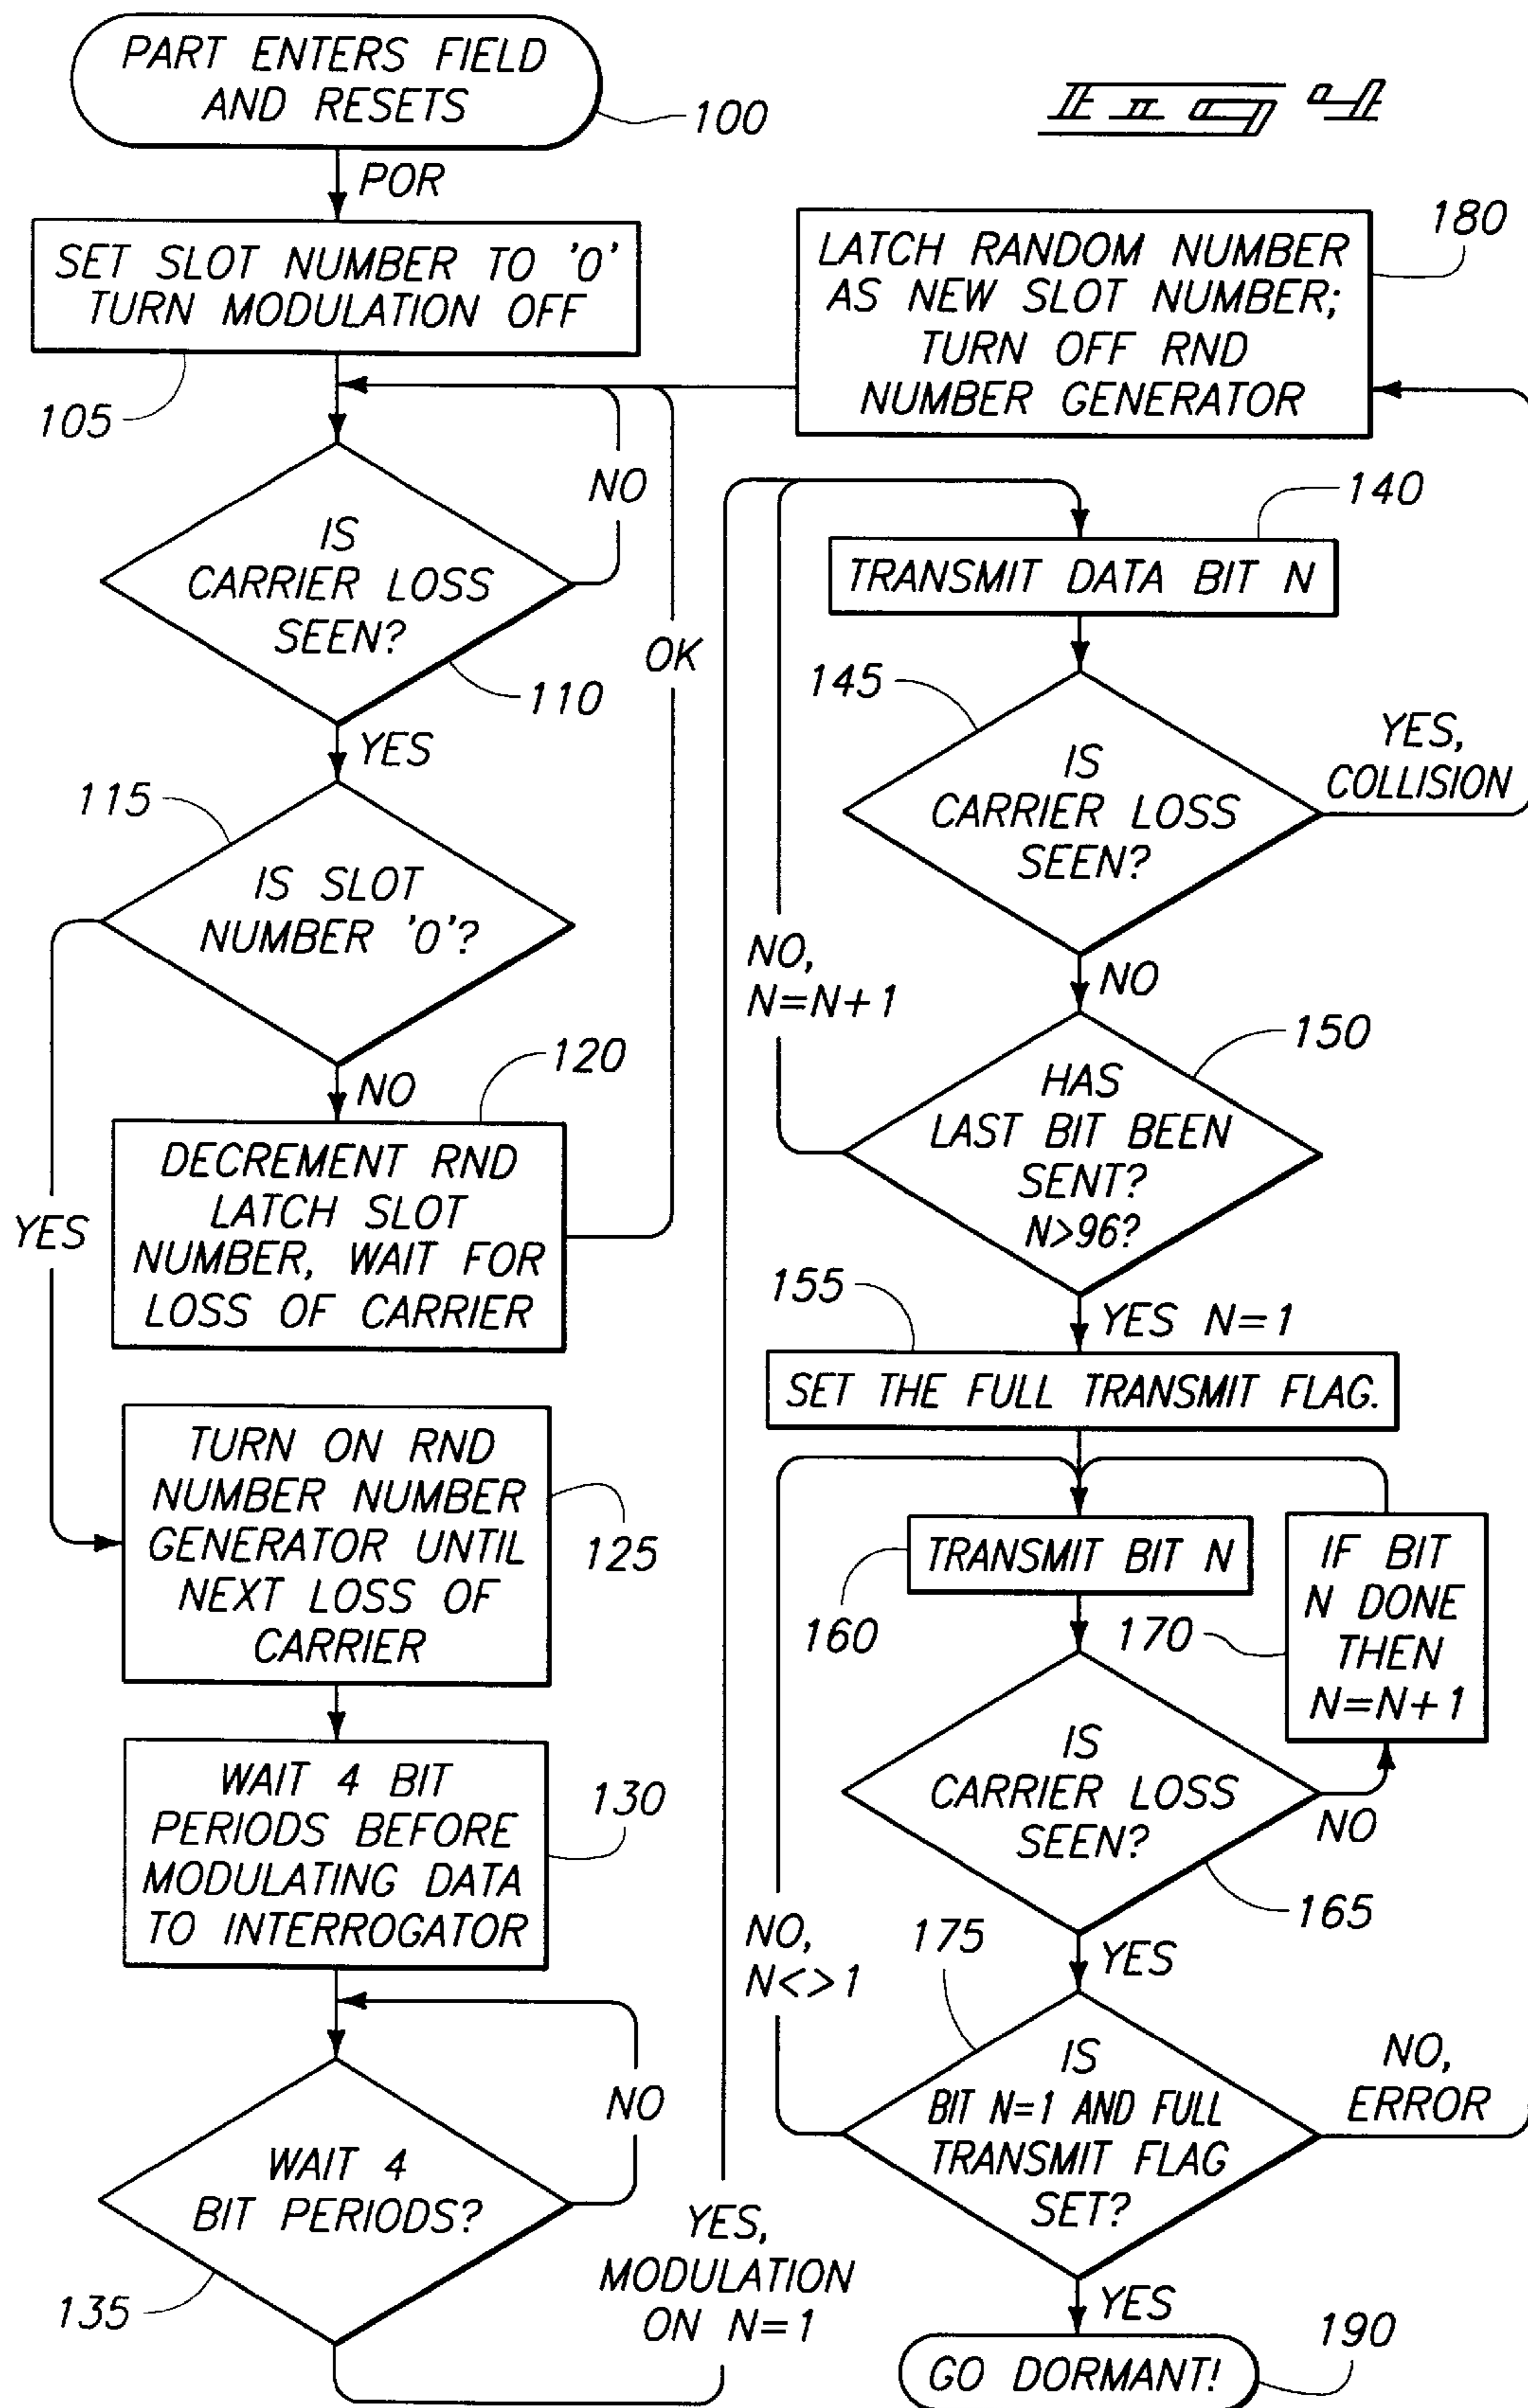 PART ENTERS FIELD
AND RESETS
100
Fig 4
POR
SET SLOT NUMBER TO '0'
TURN MODULATION OFF
105
LATCH RANDOM NUMBER
AS NEW SLOT NUMBER;
TURN OFF RND
NUMBER GENERATOR
180
IS
CARRIER LOSS
SEEN?
110
NO
OK
YES
115
IS SLOT
NUMBER '0'?
NO
120
YES
DECREMENT RND
LATCH SLOT
NUMBER, WAIT FOR
LOSS OF CARRIER
TURN ON RND
NUMBER NUMBER
GENERATOR UNTIL
NEXT LOSS OF
CARRIER
125
WAIT 4 BIT
PERIODS BEFORE
MODULATING DATA
TO INTERROGATOR
130
WAIT 4
BIT PERIODS?
135
NO
YES,
MODULATION
ON N=1
140
TRANSMIT DATA BIT N
145
IS
CARRIER LOSS
SEEN?
YES,
COLLISION
NO
NO,
N=N+1
150
HAS
LAST BIT BEEN
SENT?
N>96?
155
YES N=1
SET THE FULL TRANSMIT FLAG.
TRANSMIT BIT N
160
170
IF BIT
N DONE
THEN
N=N+1
IS
CARRIER LOSS
SEEN?
NO
165
YES
NO,
N<>1
175
IS
BIT N=1 AND FULL
TRANSMIT FLAG
SET?
NO,
ERROR
YES
GO DORMANT!
190